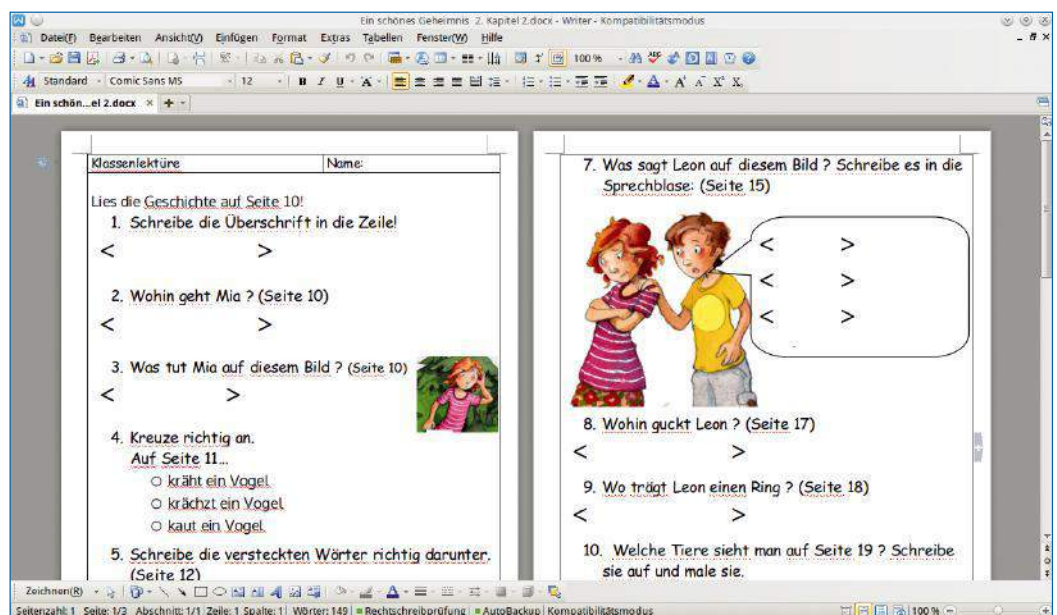 Ein schönes Geheimnis 2. Kapitel 2.docx - Writer - Kompatibilitätsmodus
Datei(F) Bearbeiten Ansicht(V) Einfügen Format Extras Tabellen Fenster(W) Hilfe
100 %
Standard Comic Sans MS 12 B I U A
Ein schön...el 2.docx
Klassenlektüre Name:
Lies die Geschichte auf Seite 10!
1. Schreibe die Überschrift in die Zeile!
< >
2. Wohin geht Mia ? (Seite 10)
< >
3. Was tut Mia auf diesem Bild ? (Seite 10)
< >
4. Kreuze richtig an.
Auf Seite 11...
kräht ein Vogel
krächzt ein Vogel
kaut ein Vogel
5. Schreibe die versteckten Wörter richtig darunter.
(Seite 12)
7. Was sagt Leon auf diesem Bild ? Schreibe es in die
Sprechblase: (Seite 15)
< >
< >
< >
8. Wohin guckt Leon ? (Seite 17)
< >
9. Wo trägt Leon einen Ring ? (Seite 18)
< >
10. Welche Tiere sieht man auf Seite 19 ? Schreibe
sie auf und male sie.
Zeichnen(R)
Seitenzahl: 1 Seite: 1/3 Abschnitt: 1/1 Zeile: 1 Spalte: 1 Wörter: 149 Rechtschreibprüfung AutoBackup Kompatibilitätsmodus 100 %